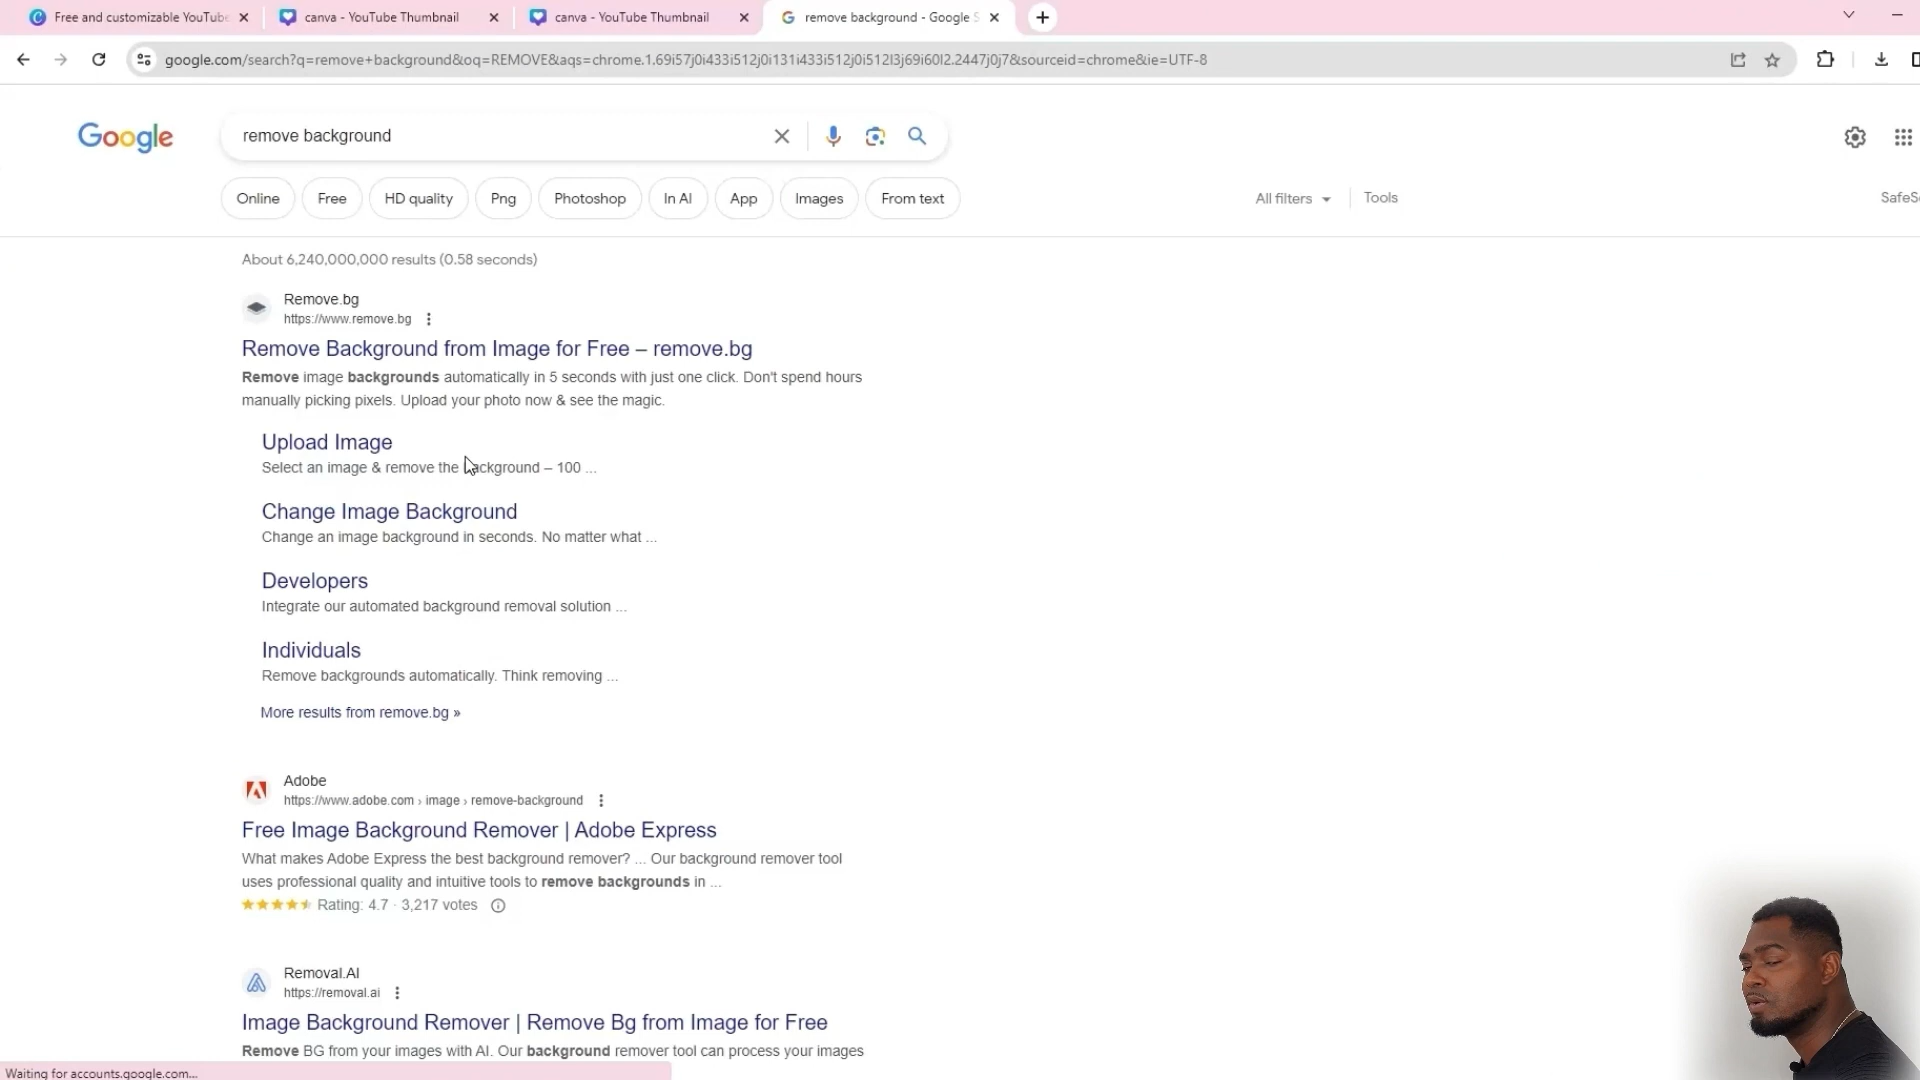 Free and customizable YouTube
canva - YouTube Thumbnail
canva - YouTube Thumbnail
remove background - Google S
google.com/search?q=remove+background&oq=REMOVE&aqs=chrome.1.69i57j0i433i512j0i131i433i512j0i512l3j69i60l2.2447j0j7&sourceid=chrome&ie=UTF-8
Google
remove background
Online
Free
HD quality
Png
Photoshop
In AI
App
Images
From text
All filters
Tools
SafeS
About 6,240,000,000 results (0.58 seconds)
Remove.bg
https://www.remove.bg
Remove Background from Image for Free – remove.bg
Remove image backgrounds automatically in 5 seconds with just one click. Don't spend hours
manually picking pixels. Upload your photo now & see the magic.
Upload Image
Select an image & remove the background – 100 ...
Change Image Background
Change an image background in seconds. No matter what ...
Developers
Integrate our automated background removal solution ...
Individuals
Remove backgrounds automatically. Think removing ...
More results from remove.bg »
Adobe
https://www.adobe.com › image › remove-background
Free Image Background Remover | Adobe Express
What makes Adobe Express the best background remover? ... Our background remover tool
uses professional quality and intuitive tools to remove backgrounds in ...
Rating: 4.7 · 3,217 votes
Removal.AI
https://removal.ai
Image Background Remover | Remove Bg from Image for Free
Remove BG from your images with AI. Our background remover tool can process your images
Waiting for accounts.google.com...